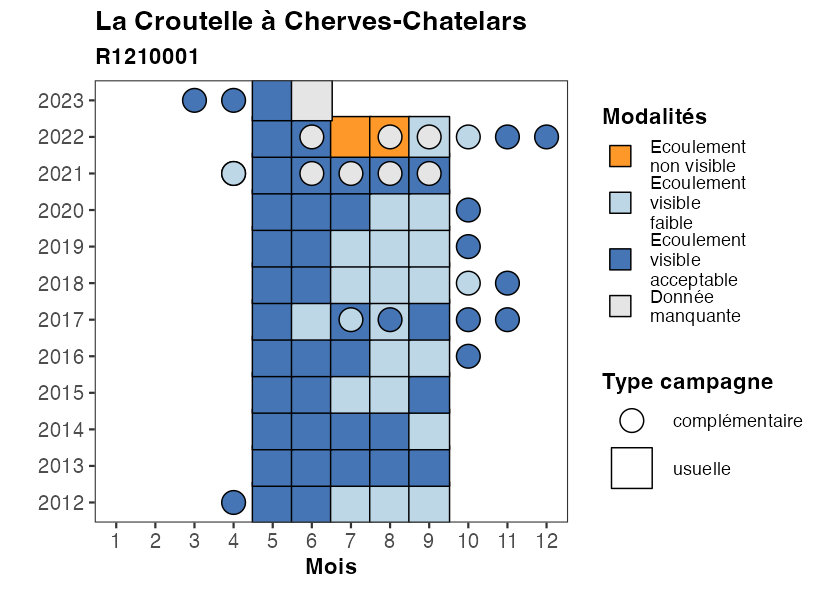 La Croutelle à Cherves-Chatelars
R1210001
2023
2022
2021
2020
2019
2018
2017
2016
2015
2014
2013
2012
1 2 3 4 5 6 7 8 9 10 11 12
Mois
Modalités
Ecoulement
non visible
Ecoulement
visible
faible
Ecoulement
visible
acceptable
Donnée
manquante
Type campagne
complémentaire
usuelle